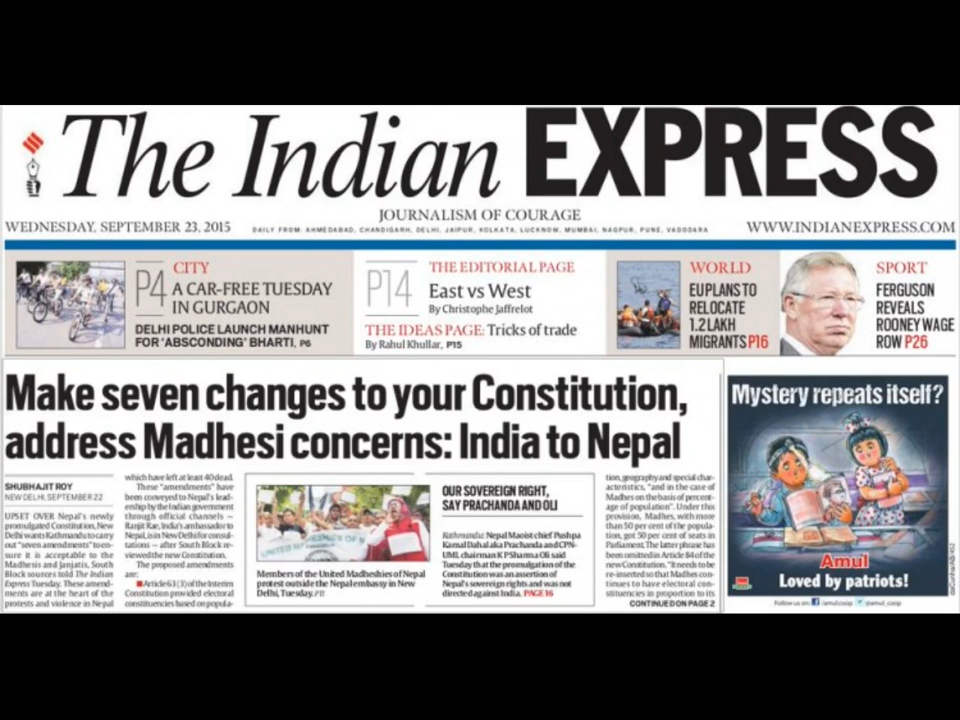 The Indian EXPRESS
JOURNALISM OF COURAGE
WEDNESDAY, SEPTEMBER 23, 2015
DAILY FROM: AHMEDABAD, CHANDIGARH, DELHI, JAIPUR, KOLKATA, LUCKNOW, MUMBAI, NAGPUR, PUNE, VADODARA
WWW.INDIANEXPRESS.COM
P4
CITY
A CAR-FREE TUESDAY
IN GURGAON
DELHI POLICE LAUNCH MANHUNT
FOR 'ABSCONDING' BHARTI, P6
P14
THE EDITORIAL PAGE
East vs West
By Christophe Jaffrelot
THE IDEAS PAGE: Tricks of trade
By Rahul Khullar, P15
WORLD
EU PLANS TO
RELOCATE
1.2 LAKH
MIGRANTS P16
SPORT
FERGUSON
REVEALS
ROONEY WAGE
ROW P26
Make seven changes to your Constitution,
address Madhesi concerns: India to Nepal
SHUBHAJIT ROY
NEW DELHI, SEPTEMBER 22
UPSET OVER Nepal's newly
promulgated Constitution, New
Delhi wants Kathmandu to carry
out "seven amendments" to en-
sure it is acceptable to the
Madhesis and Janjatis, South
Block sources told The Indian
Express Tuesday. These amend-
ments are at the heart of the
protests and violence in Nepal
which have left at least 40 dead.
These "amendments" have
been conveyed to Nepal's lead-
ership by the Indian government
through official channels —
Ranjit Rae, India's ambassador to
Nepal, is in New Delhi for consul-
tations — after South Block re-
viewed the new Constitution.
The proposed amendments
are:
■ Article 63 (3) of the Interim
Constitution provided electoral
constituencies based on popula-
Members of the United Madheshies of Nepal
protest outside the Nepal embassy in New
Delhi, Tuesday. PTI
OUR SOVEREIGN RIGHT,
SAY PRACHANDA AND OLI
Kathmandu: Nepal Maoist chief Pushpa
Kamal Dahal aka Prachanda and CPN-
UML chairman K P Sharma Oli said
Tuesday that the promulgation of the
Constitution was an assertion of
Nepal's sovereign rights and was not
directed against India. PAGE 16
tion, geography and special char-
acteristics, "and in the case of
Madhes on the basis of percent-
age of population". Under this
provision, Madhes, with more
than 50 per cent of the popula-
tion, got 50 per cent of seats in
Parliament. The latter phrase has
been omitted in Article 84 of the
new Constitution. "It needs to be
re-inserted so that Madhes con-
tinues to have electoral con-
stituencies in proportion to its
CONTINUED ON PAGE 2
Mystery repeats itself?
Amul
Loved by patriots!
Follow us on: amul.coop @amul_coop